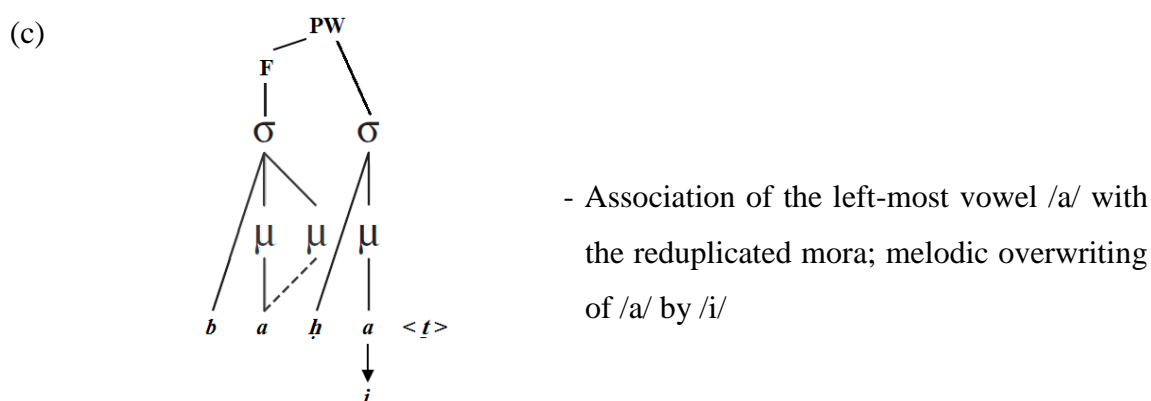 (c)
PW
F
σ σ
μ μ μ
b a ḥ a < ṯ >
i
- Association of the left-most vowel /a/ with
the reduplicated mora; melodic overwriting
of /a/ by /i/